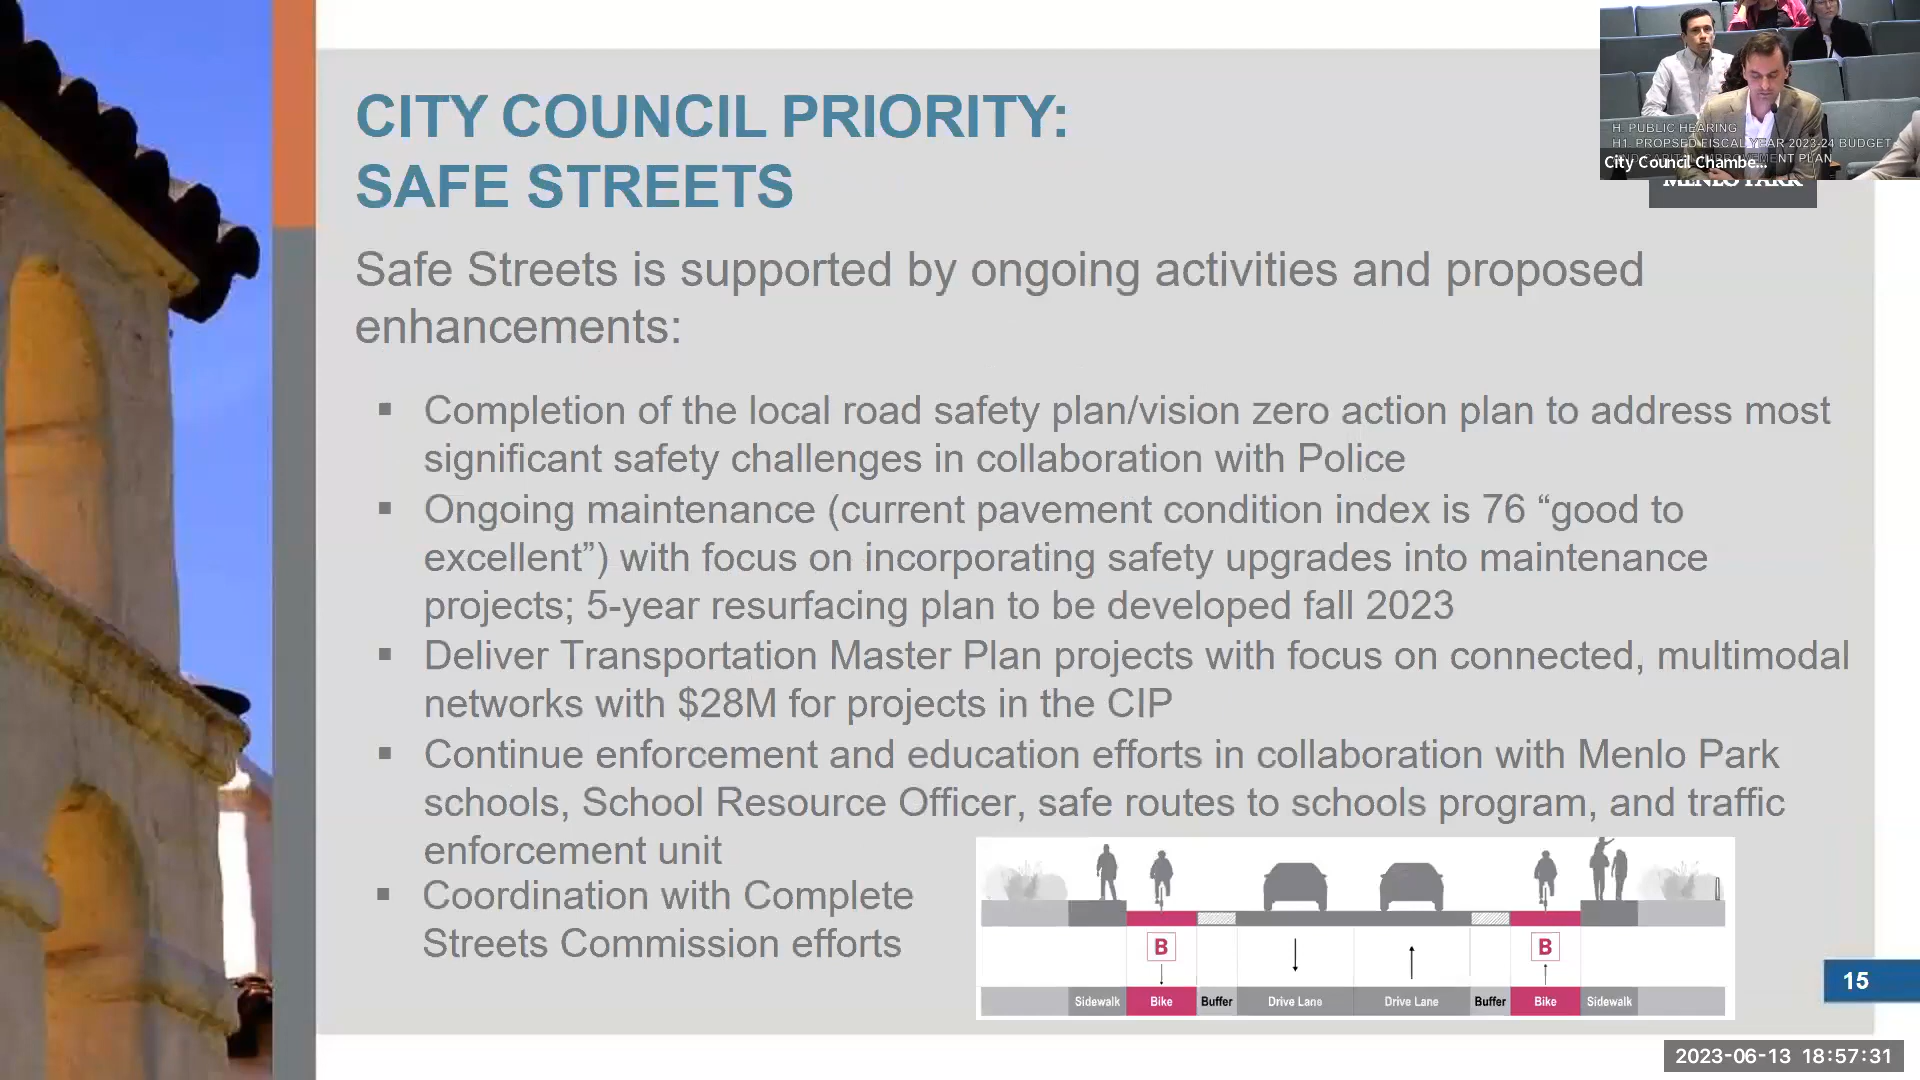 CITY COUNCIL PRIORITY:
SAFE STREETS
Safe Streets is supported by ongoing activities and proposed
enhancements:
▪ Completion of the local road safety plan/vision zero action plan to address most
significant safety challenges in collaboration with Police
▪ Ongoing maintenance (current pavement condition index is 76 “good to
excellent”) with focus on incorporating safety upgrades into maintenance
projects; 5-year resurfacing plan to be developed fall 2023
▪ Deliver Transportation Master Plan projects with focus on connected, multimodal
networks with $28M for projects in the CIP
▪ Continue enforcement and education efforts in collaboration with Menlo Park
schools, School Resource Officer, safe routes to schools program, and traffic
enforcement unit
▪ Coordination with Complete
Streets Commission efforts
B B
Sidewalk Bike Buffer Drive Lane Drive Lane Buffer Bike Sidewalk
H. PUBLIC HEARING
H1. PROPSED FISCAL YEAR 2023-24 BUDGET
PLAN
City Council Chambe...
MENLO PARK
15
2023-06-13 18:57:31